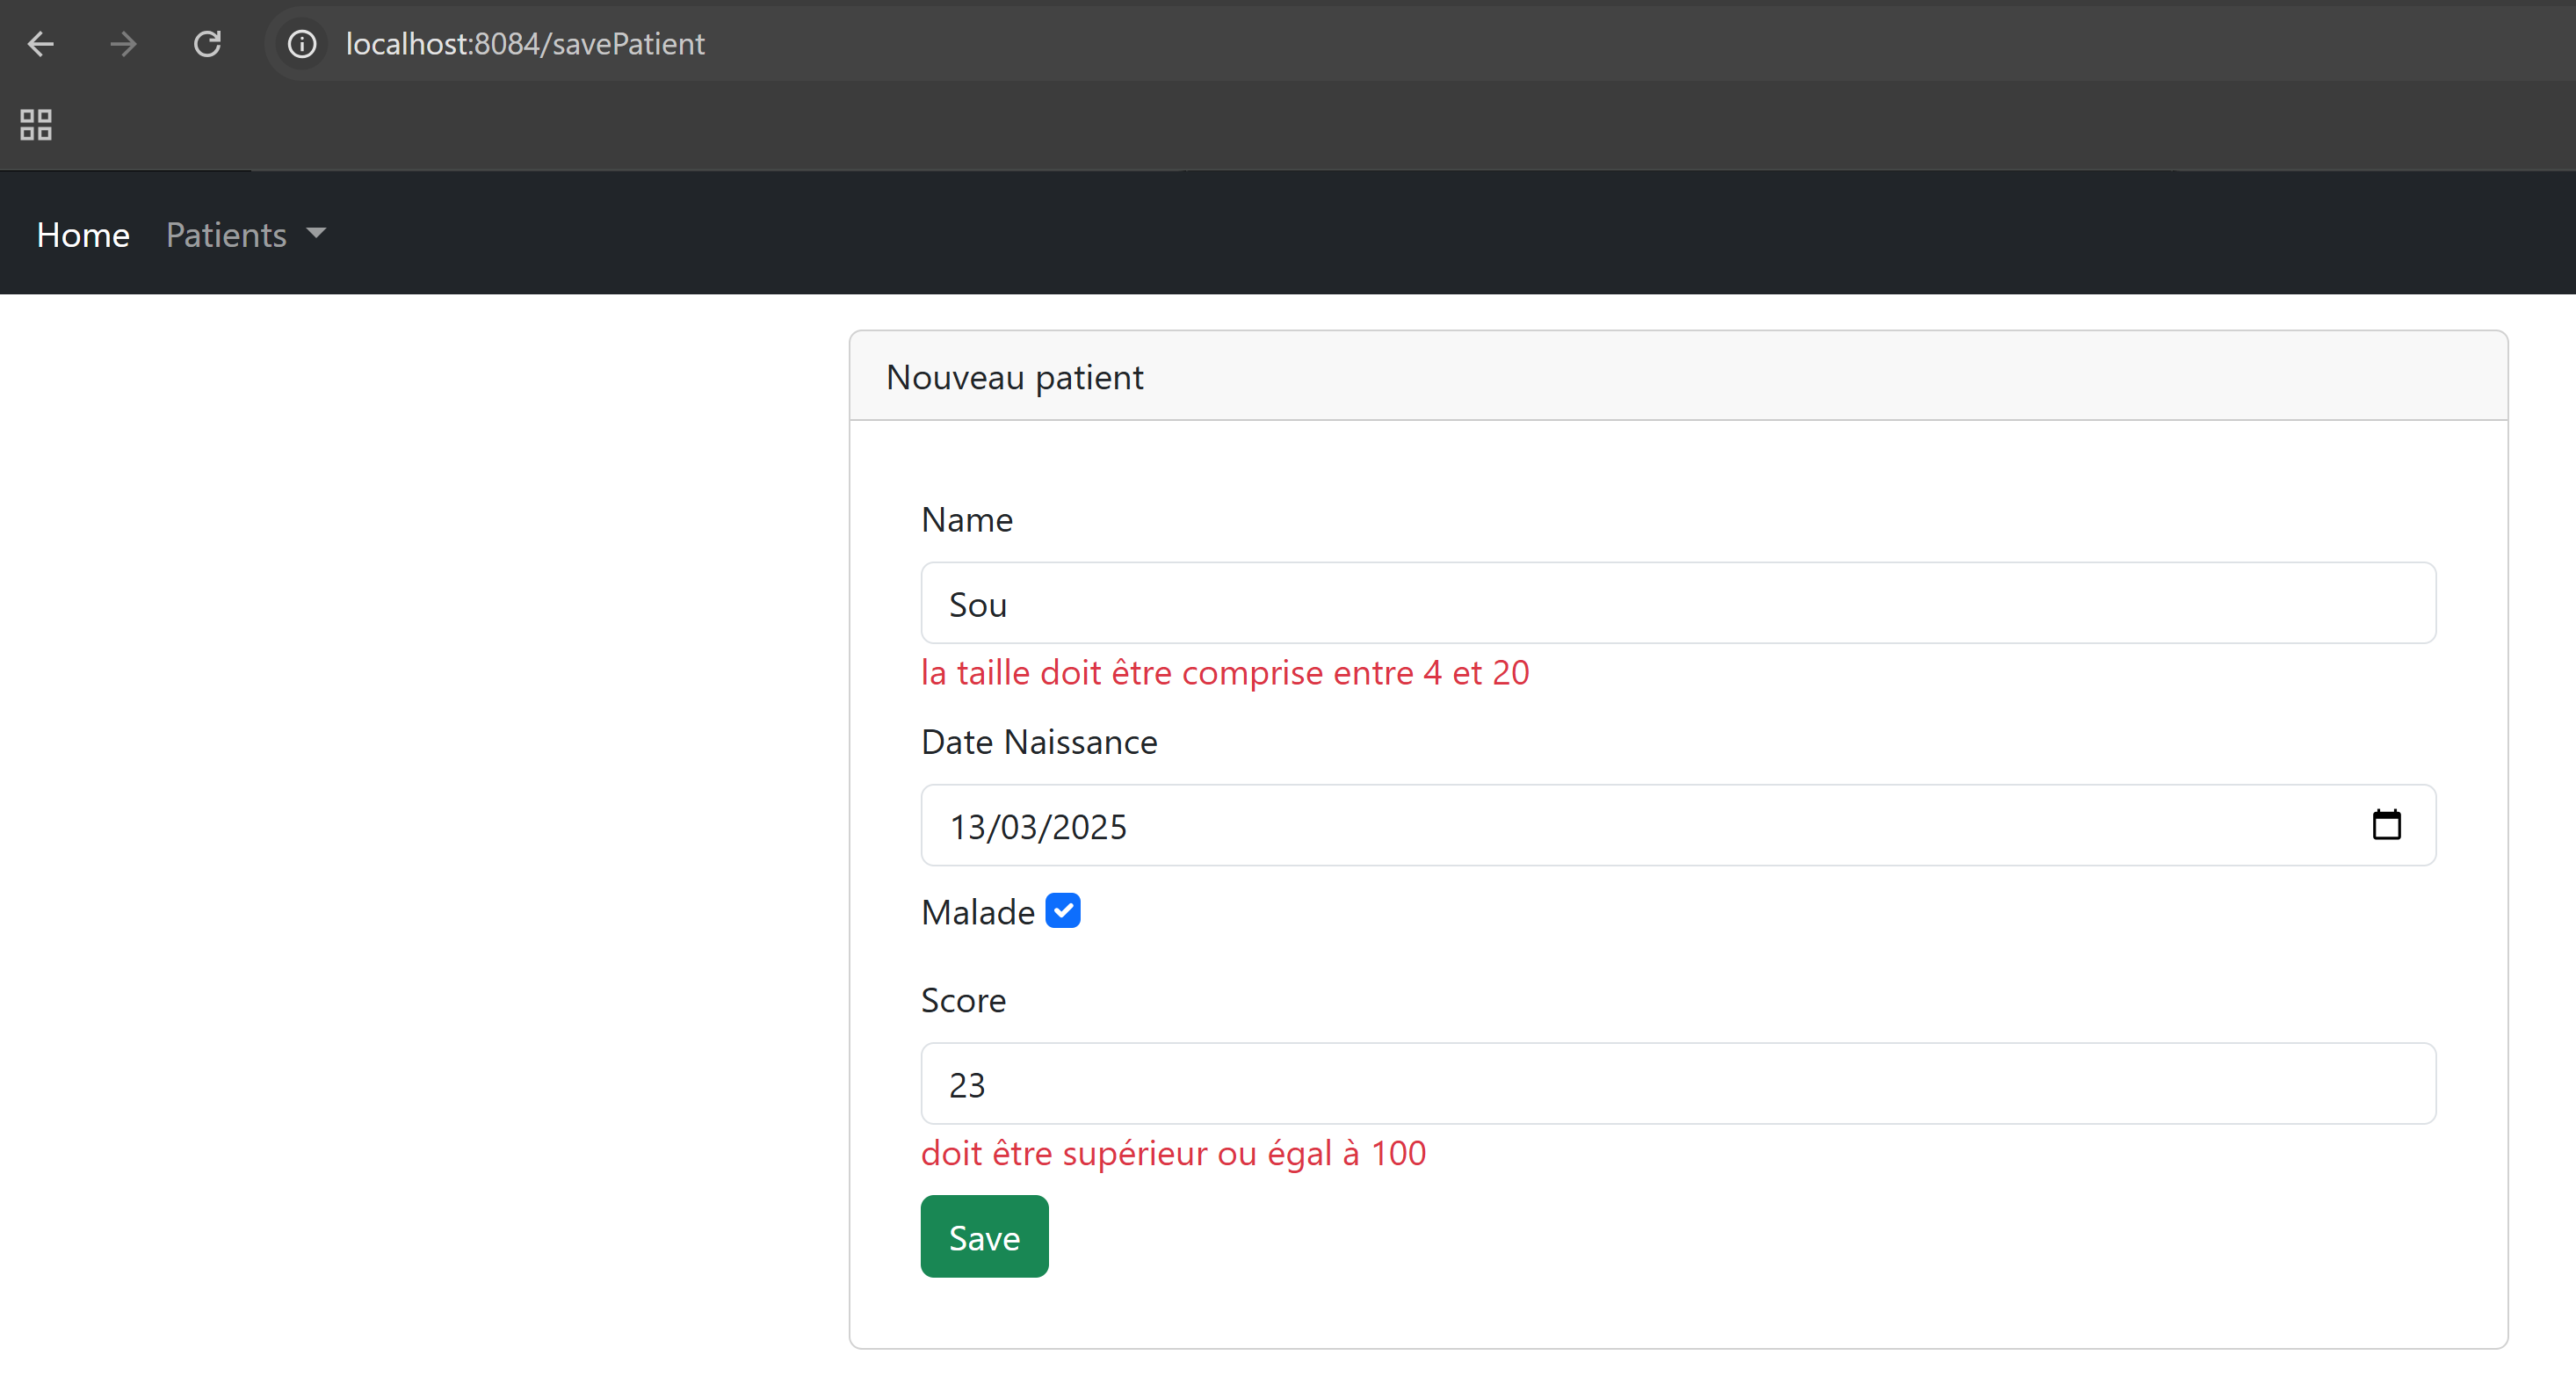 localhost:8084/savePatient
Home Patients
Nouveau patient
Name
Sou
la taille doit être comprise entre 4 et 20
Date Naissance
13/03/2025
Malade
Score
23
doit être supérieur ou égal à 100
Save